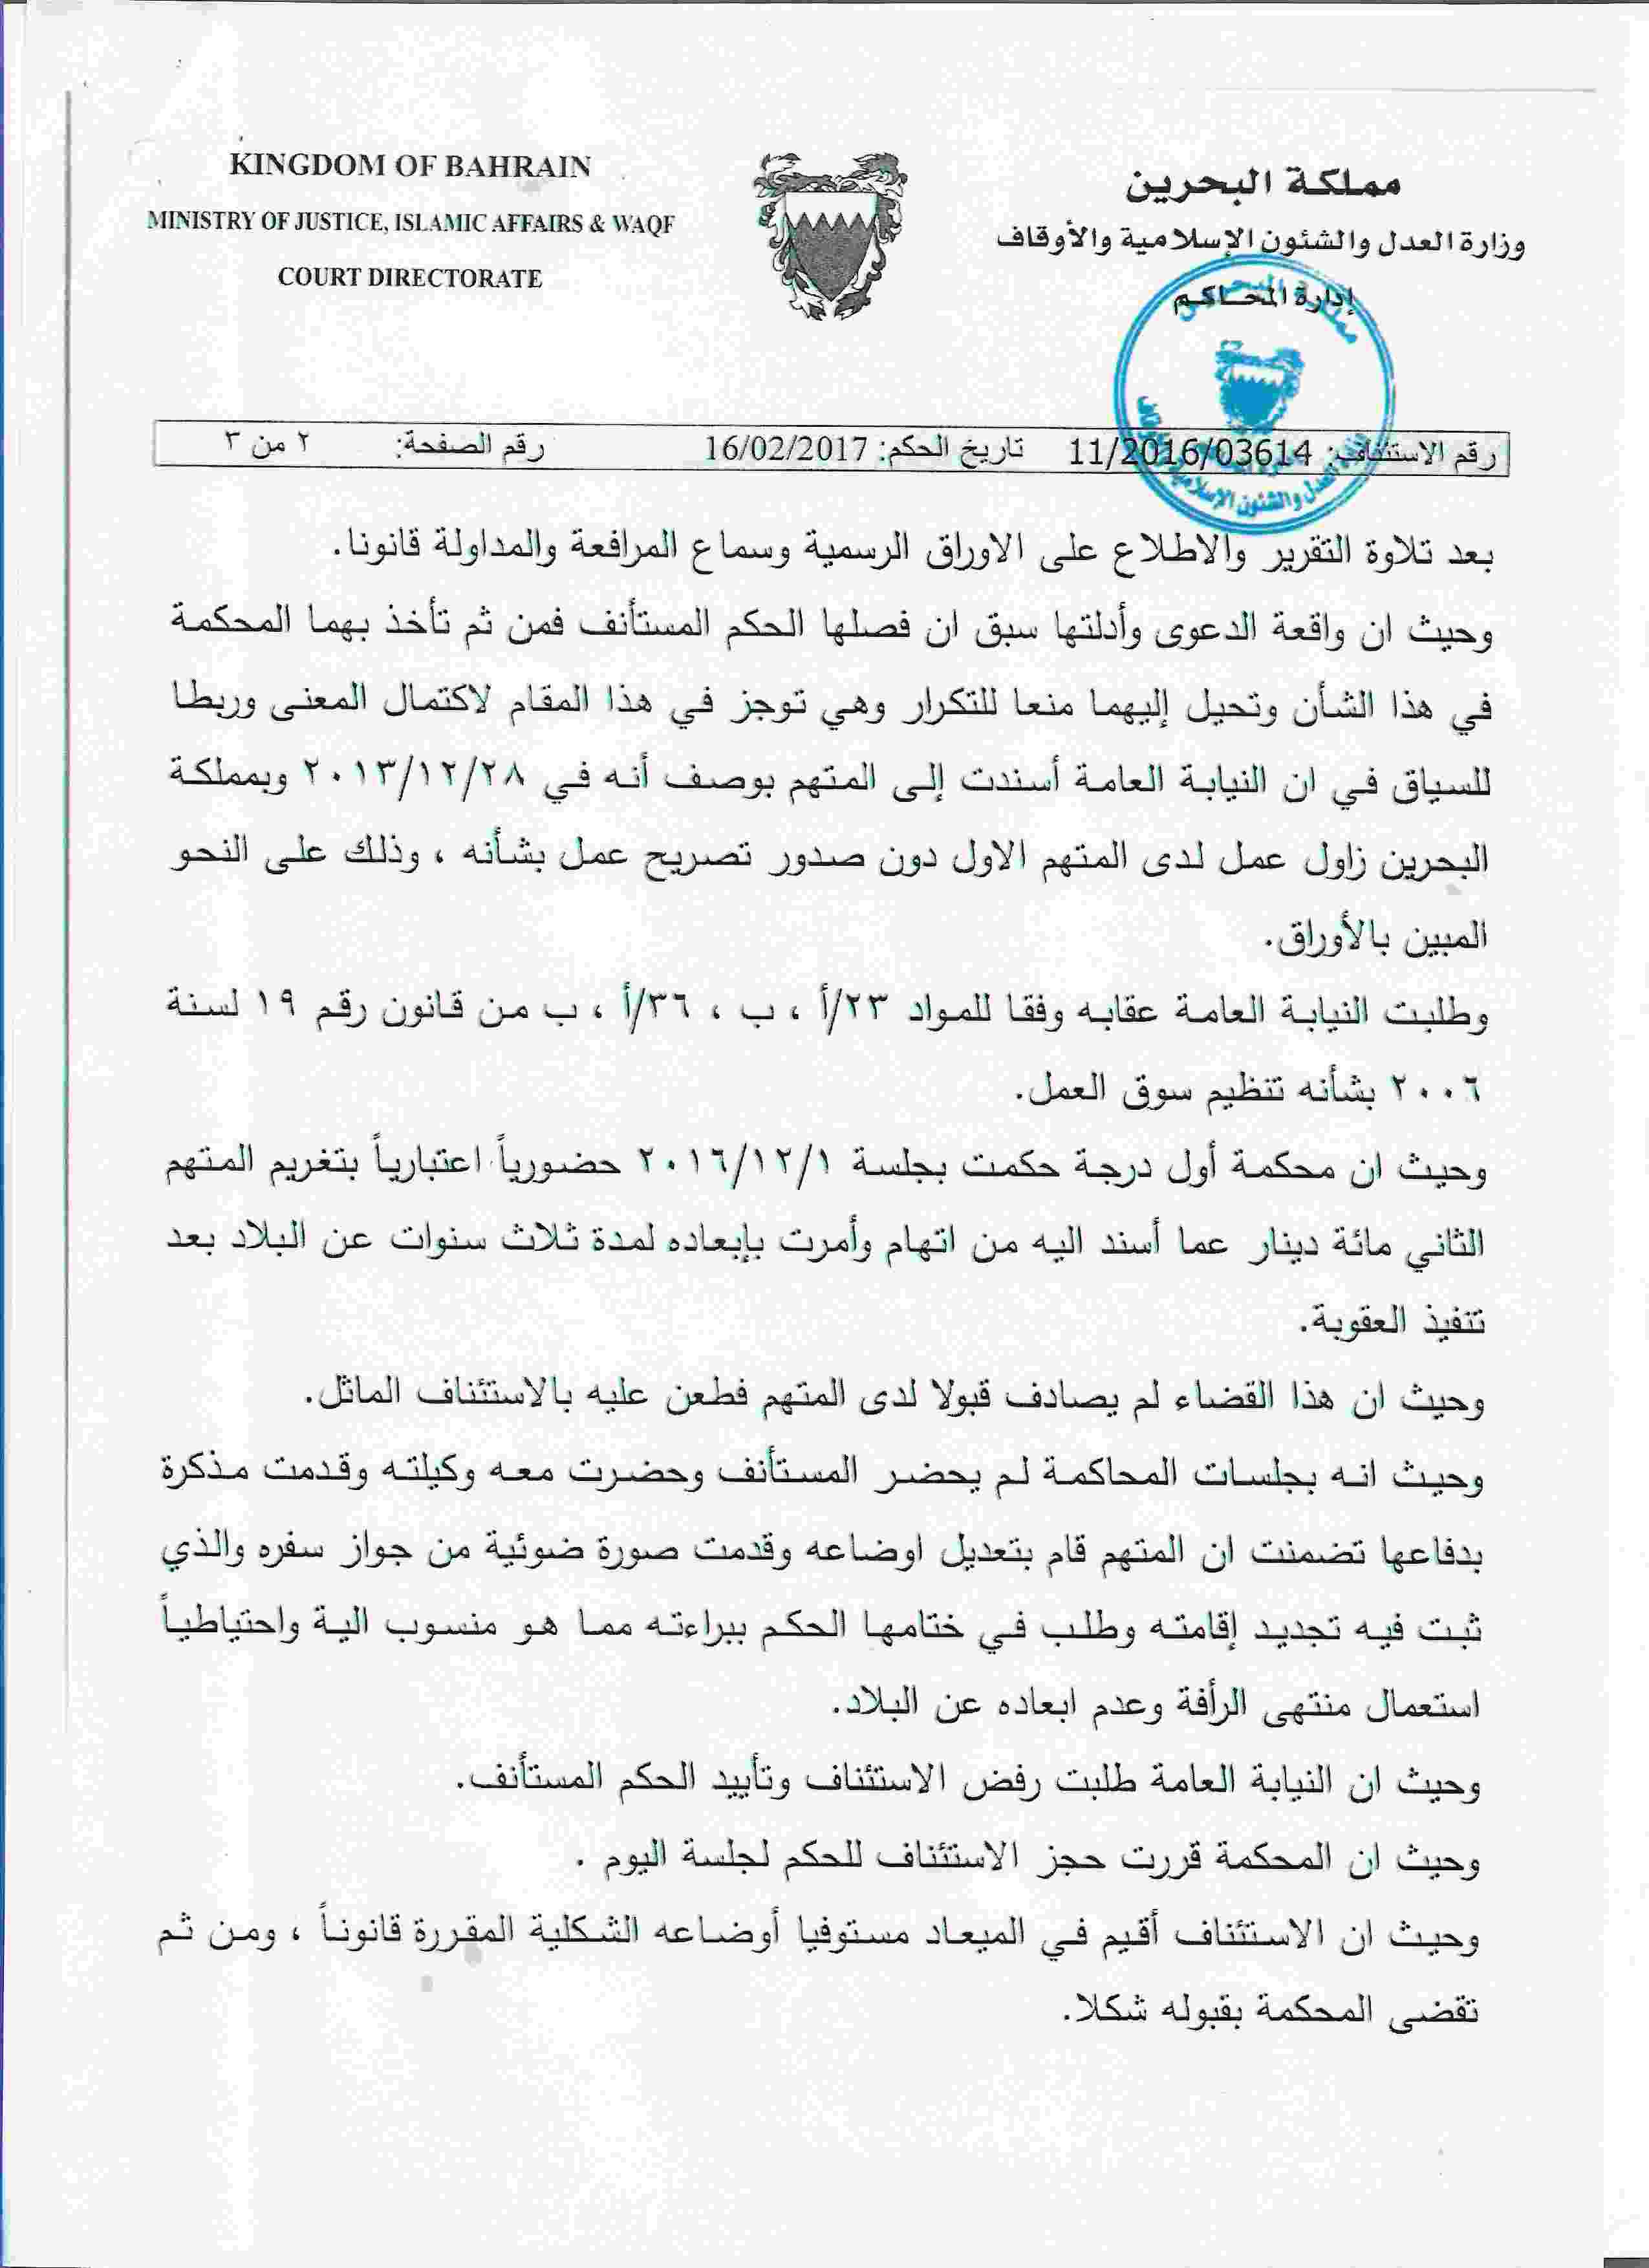 KINGDOM OF BAHRAIN
MINISTRY OF JUSTICE, ISLAMIC AFFAIRS & WAQF
COURT DIRECTORATE
مملكة البحرين
وزارة العدل والشئون الإسلامية والأوقاف
إدارة المحاكم
رقم الاستئناف: 11/2016/03614 تاريخ الحكم: 16/02/2017 رقم الصفحة: ٢ من ٣
بعد تلاوة التقرير والاطلاع على الاوراق الرسمية وسماع المرافعة والمداولة قانونا.
وحيث ان واقعة الدعوى وأدلتها سبق ان فصلها الحكم المستأنف فمن ثم تأخذ بهما المحكمة
في هذا الشأن وتحيل إليهما منعا للتكرار وهي توجز في هذا المقام لاكتمال المعنى وربطا
للسياق في ان النيابة العامة أسندت إلى المتهم بوصف أنه في ٢٠١٣/١٢/٢٨ وبمملكة
البحرين زاول عمل لدى المتهم الاول دون صدور تصريح عمل بشأنه ، وذلك على النحو
المبين بالأوراق.
وطلبت النيابة العامة عقابه وفقا للمواد ٢٣/أ ، ب ، ٣٦/أ ، ب من قانون رقم ١٩ لسنة
٢٠٠٦ بشأنه تنظيم سوق العمل.
وحيث ان محكمة أول درجة حكمت بجلسة ٢٠١٦/١٢/١ حضورياً اعتبارياً بتغريم المتهم
الثاني مائة دينار عما أسند اليه من اتهام وأمرت بإبعاده لمدة ثلاث سنوات عن البلاد بعد
تنفيذ العقوبة.
وحيث ان هذا القضاء لم يصادف قبولا لدى المتهم فطعن عليه بالاستئناف الماثل.
وحيث انه بجلسات المحاكمة لم يحضر المستأنف وحضرت معه وكيلته وقدمت مذكرة
بدفاعها تضمنت ان المتهم قام بتعديل اوضاعه وقدمت صورة ضوئية من جواز سفره والذي
ثبت فيه تجديد إقامته وطلب في ختامها الحكم ببراءته مما هو منسوب الية واحتياطياً
استعمال منتهى الرأفة وعدم ابعاده عن البلاد.
وحيث ان النيابة العامة طلبت رفض الاستئناف وتأييد الحكم المستأنف.
وحيث ان المحكمة قررت حجز الاستئناف للحكم لجلسة اليوم .
وحيث ان الاستئناف أقيم في الميعاد مستوفيا أوضاعه الشكلية المقررة قانوناً ، ومن ثم
تقضى المحكمة بقبوله شكلا.